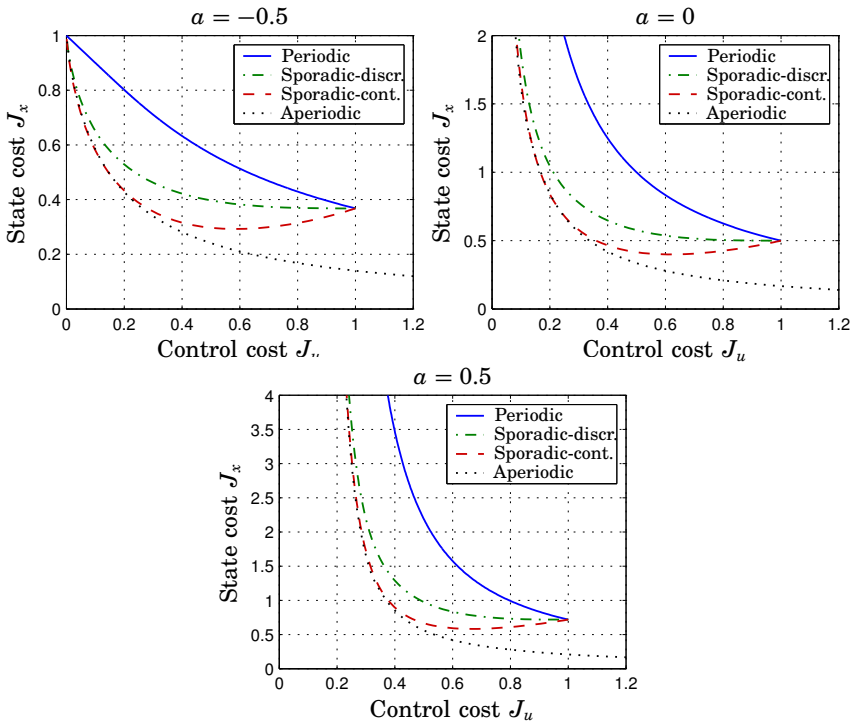 a = −0.5
1
0.8
0.6
0.4
0.2
0
State cost Jx
0 0.2 0.4 0.6 0.8 1 1.2
Control cost
Periodic
Sporadic-discr.
Sporadic-cont.
Aperiodic
a = 0
2
1.5
1
0.5
0
State cost Jx
0 0.2 0.4 0.6 0.8 1 1.2
Control cost Ju
Periodic
Sporadic-discr.
Sporadic-cont.
Aperiodic
a = 0.5
4
3.5
3
2.5
2
1.5
1
0.5
0
State cost Jx
0 0.2 0.4 0.6 0.8 1 1.2
Control cost Ju
Periodic
Sporadic-discr.
Sporadic-cont.
Aperiodic